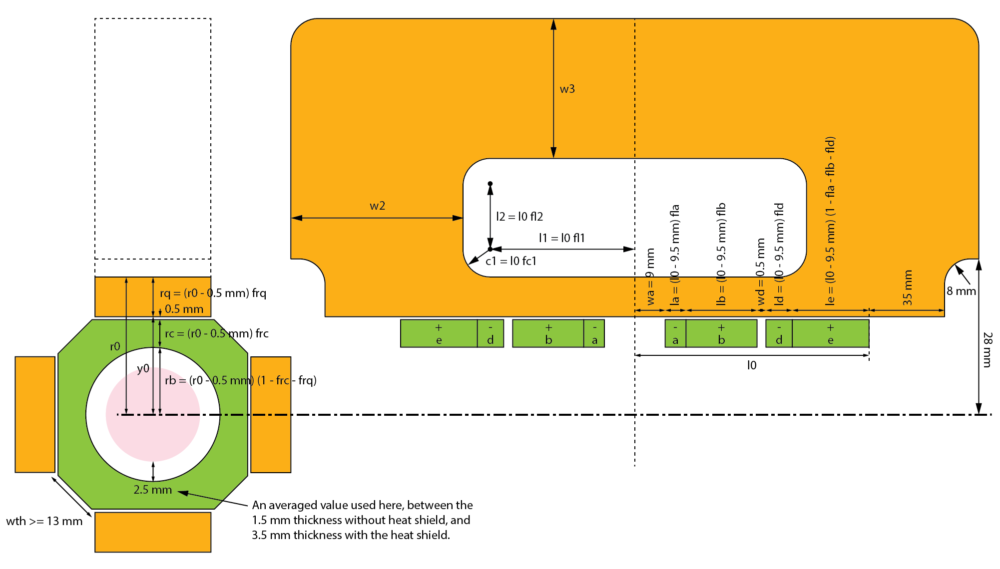 w3
w2
l2 = l0 fl2
l1 = l0 fl1
c1 = l0 fc1
wa = 9 mm
la = (l0 - 9.5 mm) fla
lb = (l0 - 9.5 mm) flb
wd = 0.5 mm
ld = (l0 - 9.5 mm) fld
le = (l0 - 9.5 mm) (1 - fla - flb - fld)
35 mm
8 mm
28 mm
rq = (r0 - 0.5 mm) frq
0.5 mm
rc = (r0 - 0.5 mm) frc
r0
y0
rb = (r0 - 0.5 mm) (1 - frc - frq)
+ - + - - + - +
e d b a a b d e
l0
2.5 mm
wth >= 13 mm
An averaged value used here, between the
1.5 mm thickness without heat shield, and
3.5 mm thickness with the heat shield.